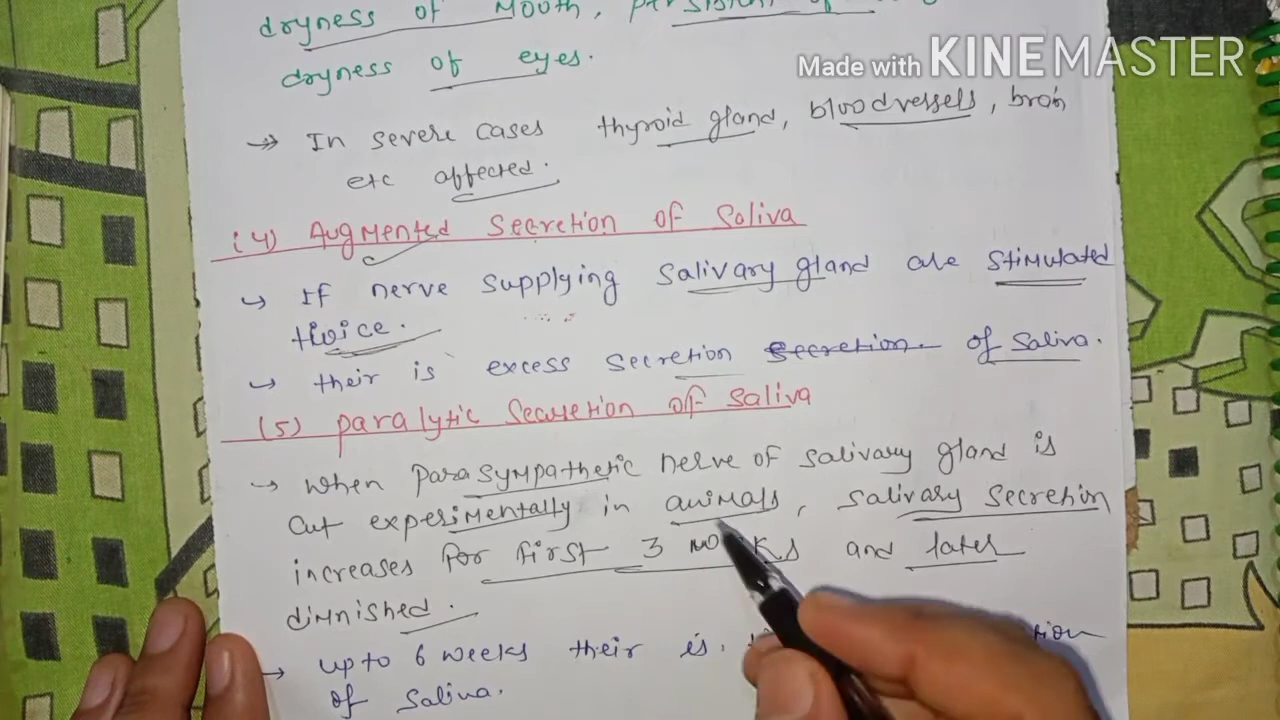 dryness of Mouth,
Made with KINEMASTER
dryness of eyes.
→ In severe cases thyroid gland, bloodvessels, brain
etc affected.
(4) Augmented Secretion of Saliva
→ If nerve supplying Salivary gland are stimulated
twice.
→ their is excess secretion secretion of saliva.
(5) Paralytic Secretion of Saliva
→ When Parasympathetic nerve of salivary gland is
Cut experimentally in animals, salivary secretion
increases for first 3 and later
diminished.
→ Up to 6 weeks their is
of Saliva.